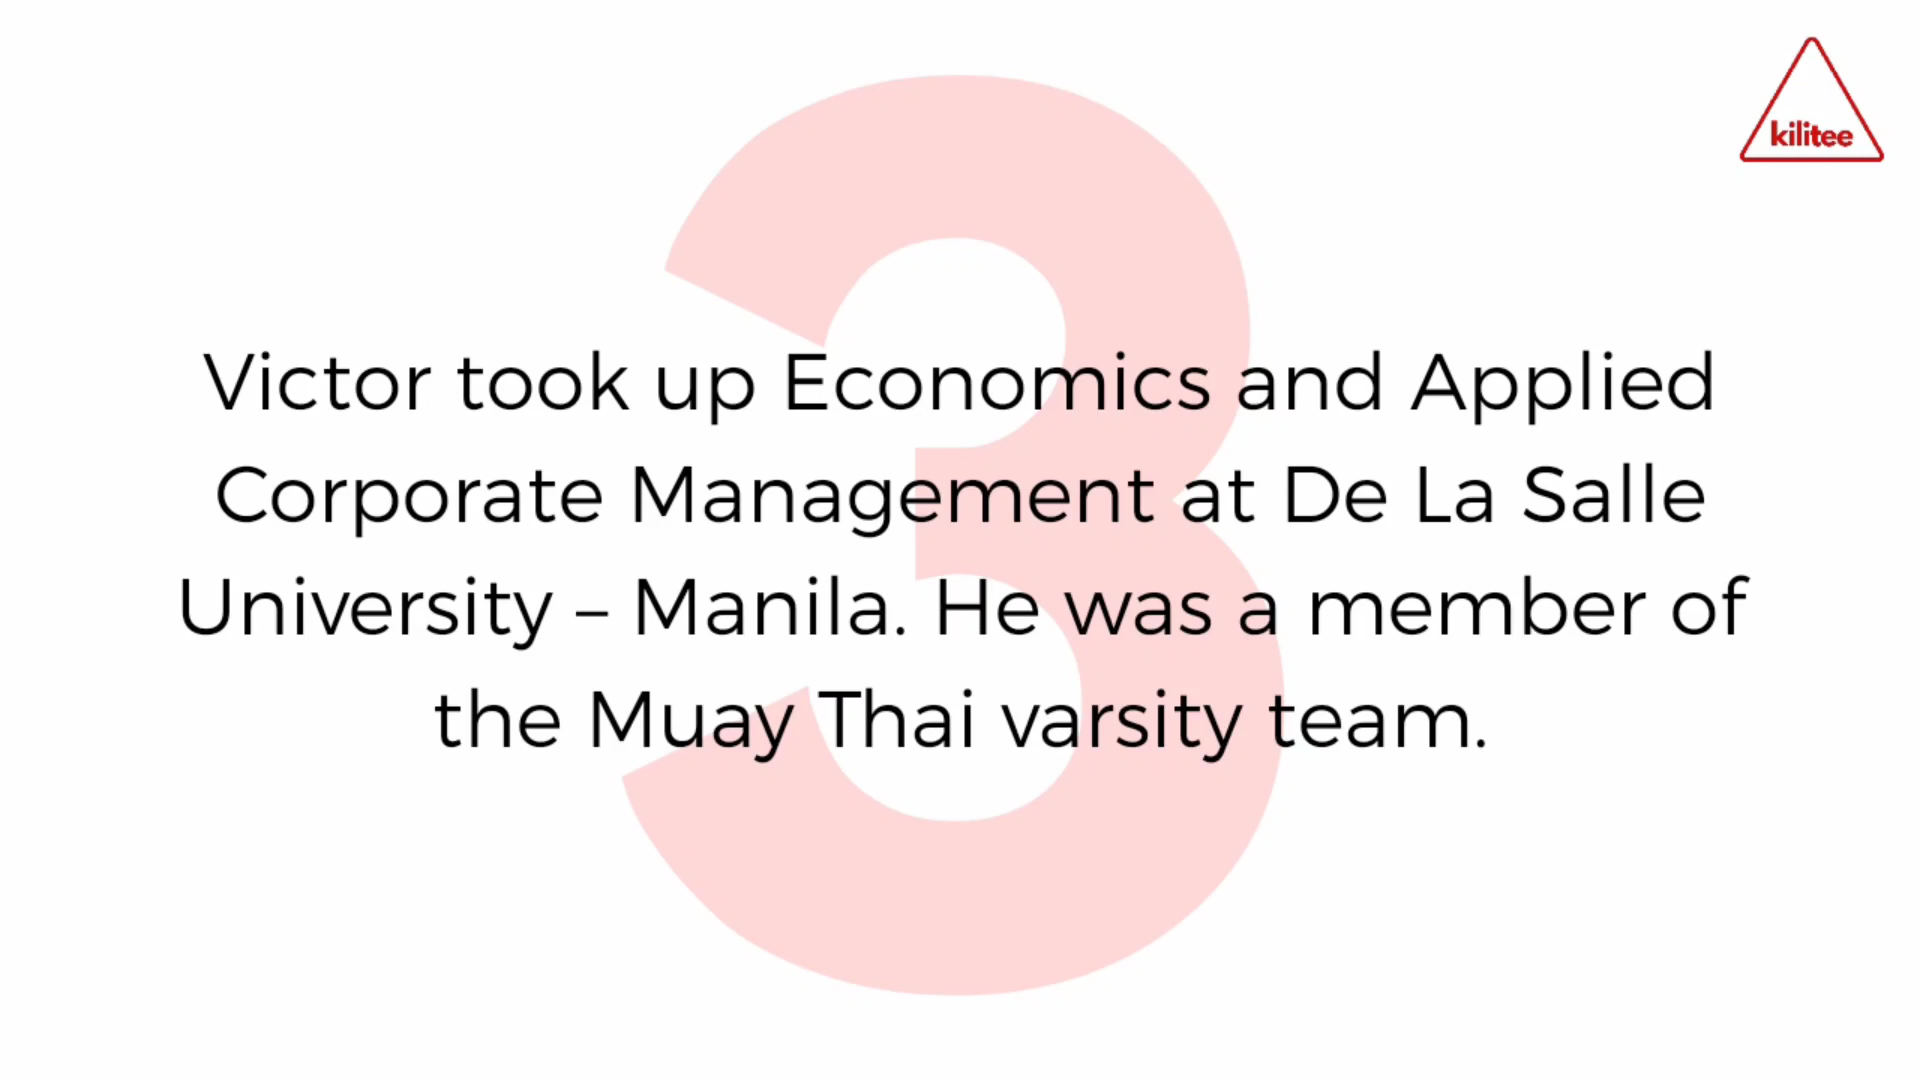 kilitee
3
Victor took up Economics and Applied
Corporate Management at De La Salle
University – Manila. He was a member of
the Muay Thai varsity team.